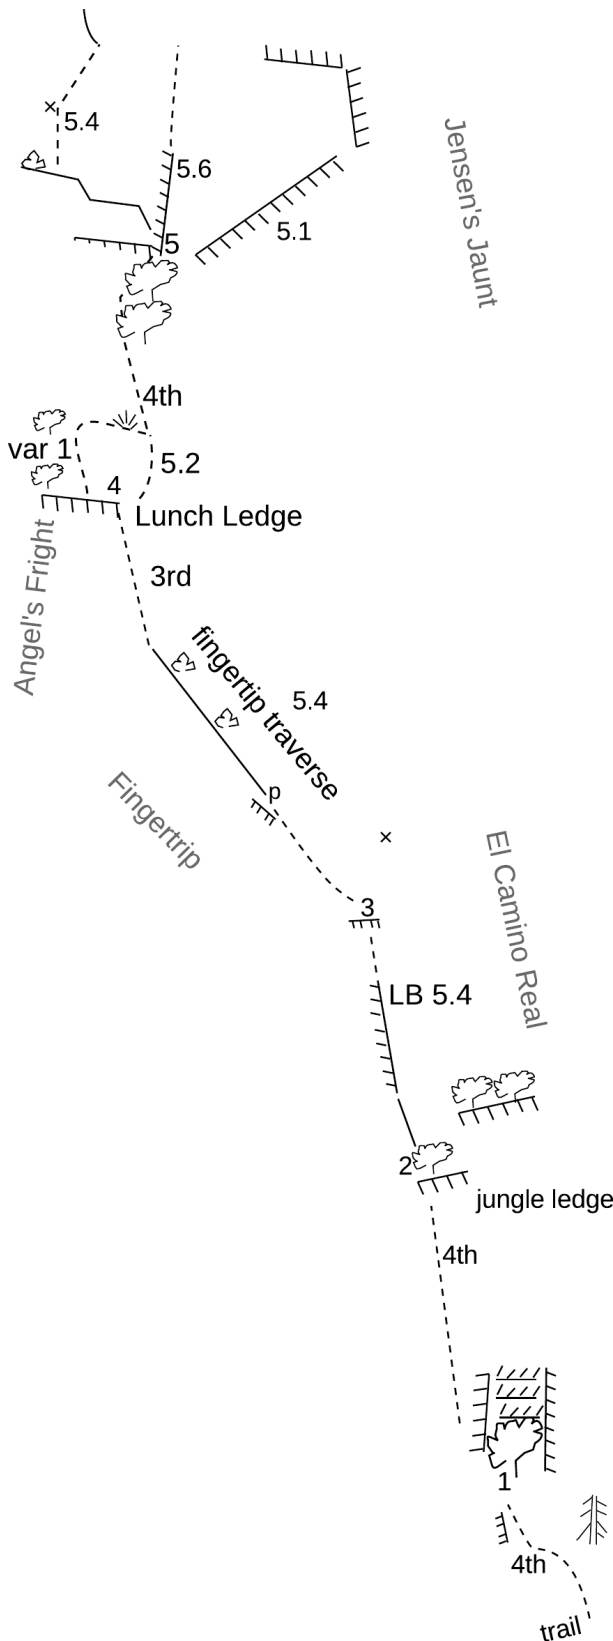 5.4
5.6
5.1
5
Jensen's Jaunt
4th
var 1
5.2
4
Lunch Ledge
Angel's Fright
3rd
fingertip traverse
5.4
p
Fingertrip
3
El Camino Real
LB 5.4
2
jungle ledge
4th
1
4th
trail